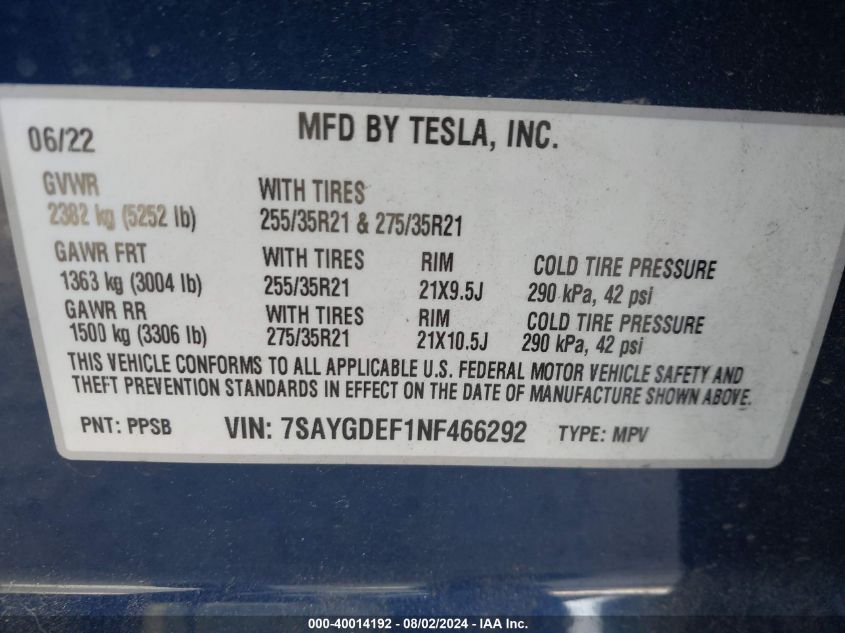 06/22 MFD BY TESLA, INC.
GVWR WITH TIRES
2382 kg (5252 lb) 255/35R21 & 275/35R21
GAWR FRT WITH TIRES RIM COLD TIRE PRESSURE
1363 kg (3004 lb) 255/35R21 21X9.5J 290 kPa, 42 psi
GAWR RR WITH TIRES RIM COLD TIRE PRESSURE
1500 kg (3306 lb) 275/35R21 21X10.5J 290 kPa, 42 psi
THIS VEHICLE CONFORMS TO ALL APPLICABLE U.S. FEDERAL MOTOR VEHICLE SAFETY AND
THEFT PREVENTION STANDARDS IN EFFECT ON THE DATE OF MANUFACTURE SHOWN ABOVE.
PNT: PPSB VIN: 7SAYGDEF1NF466292 TYPE: MPV
000-40014192 - 08/02/2024 - IAA Inc.